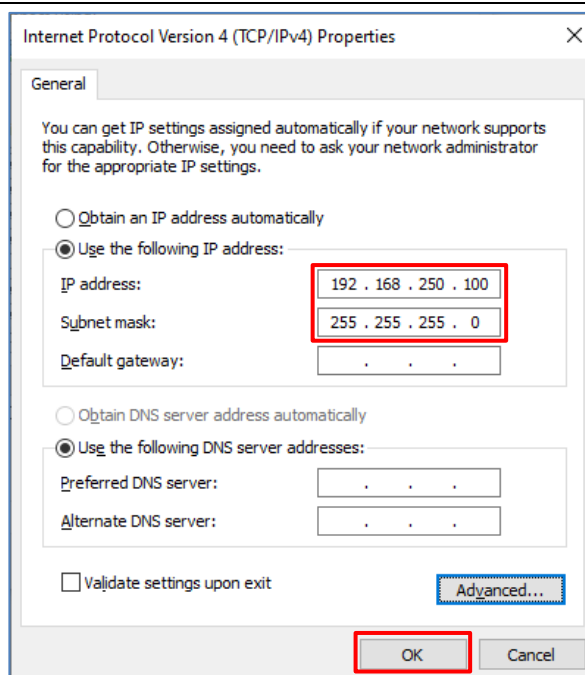 Internet Protocol Version 4 (TCP/IPv4) Properties
General
You can get IP settings assigned automatically if your network supports
this capability. Otherwise, you need to ask your network administrator
for the appropriate IP settings.
Obtain an IP address automatically
Use the following IP address:
IP address: 192 . 168 . 250 . 100
Subnet mask: 255 . 255 . 255 . 0
Default gateway: . . .
Obtain DNS server address automatically
Use the following DNS server addresses:
Preferred DNS server: . . .
Alternate DNS server: . . .
Validate settings upon exit
Advanced...
OK Cancel